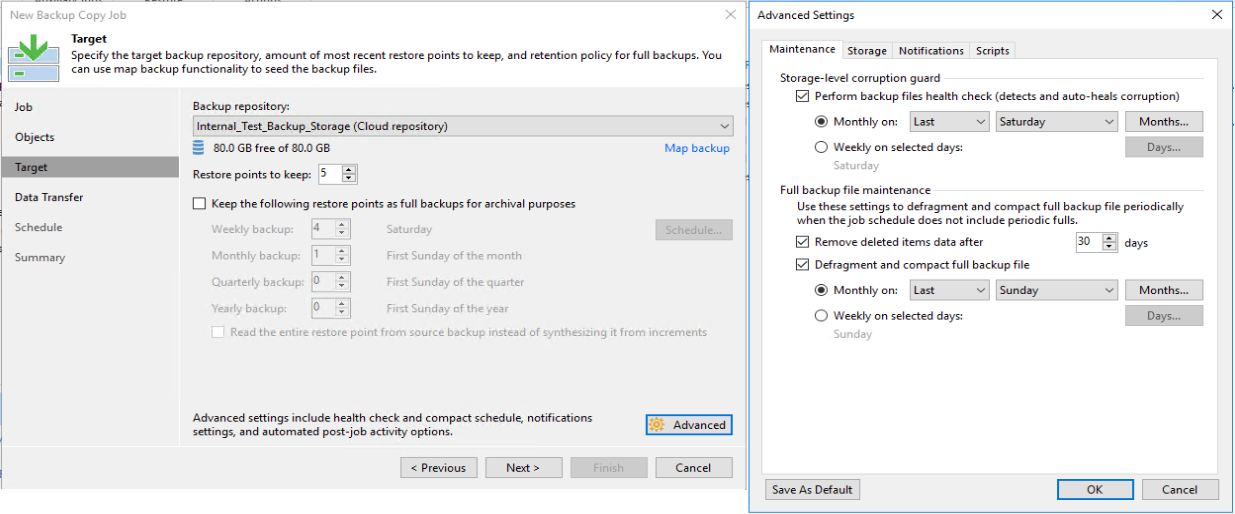 New Backup Copy Job
Target
Specify the target backup repository, amount of most recent restore points to keep, and retention policy for full backups. You
can use map backup functionality to seed the backup files.
Job
Objects
Target
Data Transfer
Schedule
Summary
Backup repository:
Internal_Test_Backup_Storage (Cloud repository)
80.0 GB free of 80.0 GB
Map backup
Restore points to keep: 5
Keep the following restore points as full backups for archival purposes
Weekly backup: 4 Saturday Schedule...
Monthly backup: 1 First Sunday of the month
Quarterly backup: 0 First Sunday of the quarter
Yearly backup: 0 First Sunday of the year
Read the entire restore point from source backup instead of synthesizing it from increments
Advanced settings include health check and compact schedule, notifications
settings, and automated post-job activity options.
Advanced
< Previous Next > Finish Cancel
Advanced Settings
Maintenance Storage Notifications Scripts
Storage-level corruption guard
Perform backup files health check (detects and auto-heals corruption)
Monthly on: Last Saturday Months...
Weekly on selected days: Days...
Saturday
Full backup file maintenance
Use these settings to defragment and compact full backup file periodically
when the job schedule does not include periodic fulls.
Remove deleted items data after 30 days
Defragment and compact full backup file
Monthly on: Last Sunday Months...
Weekly on selected days: Days...
Sunday
Save As Default OK Cancel